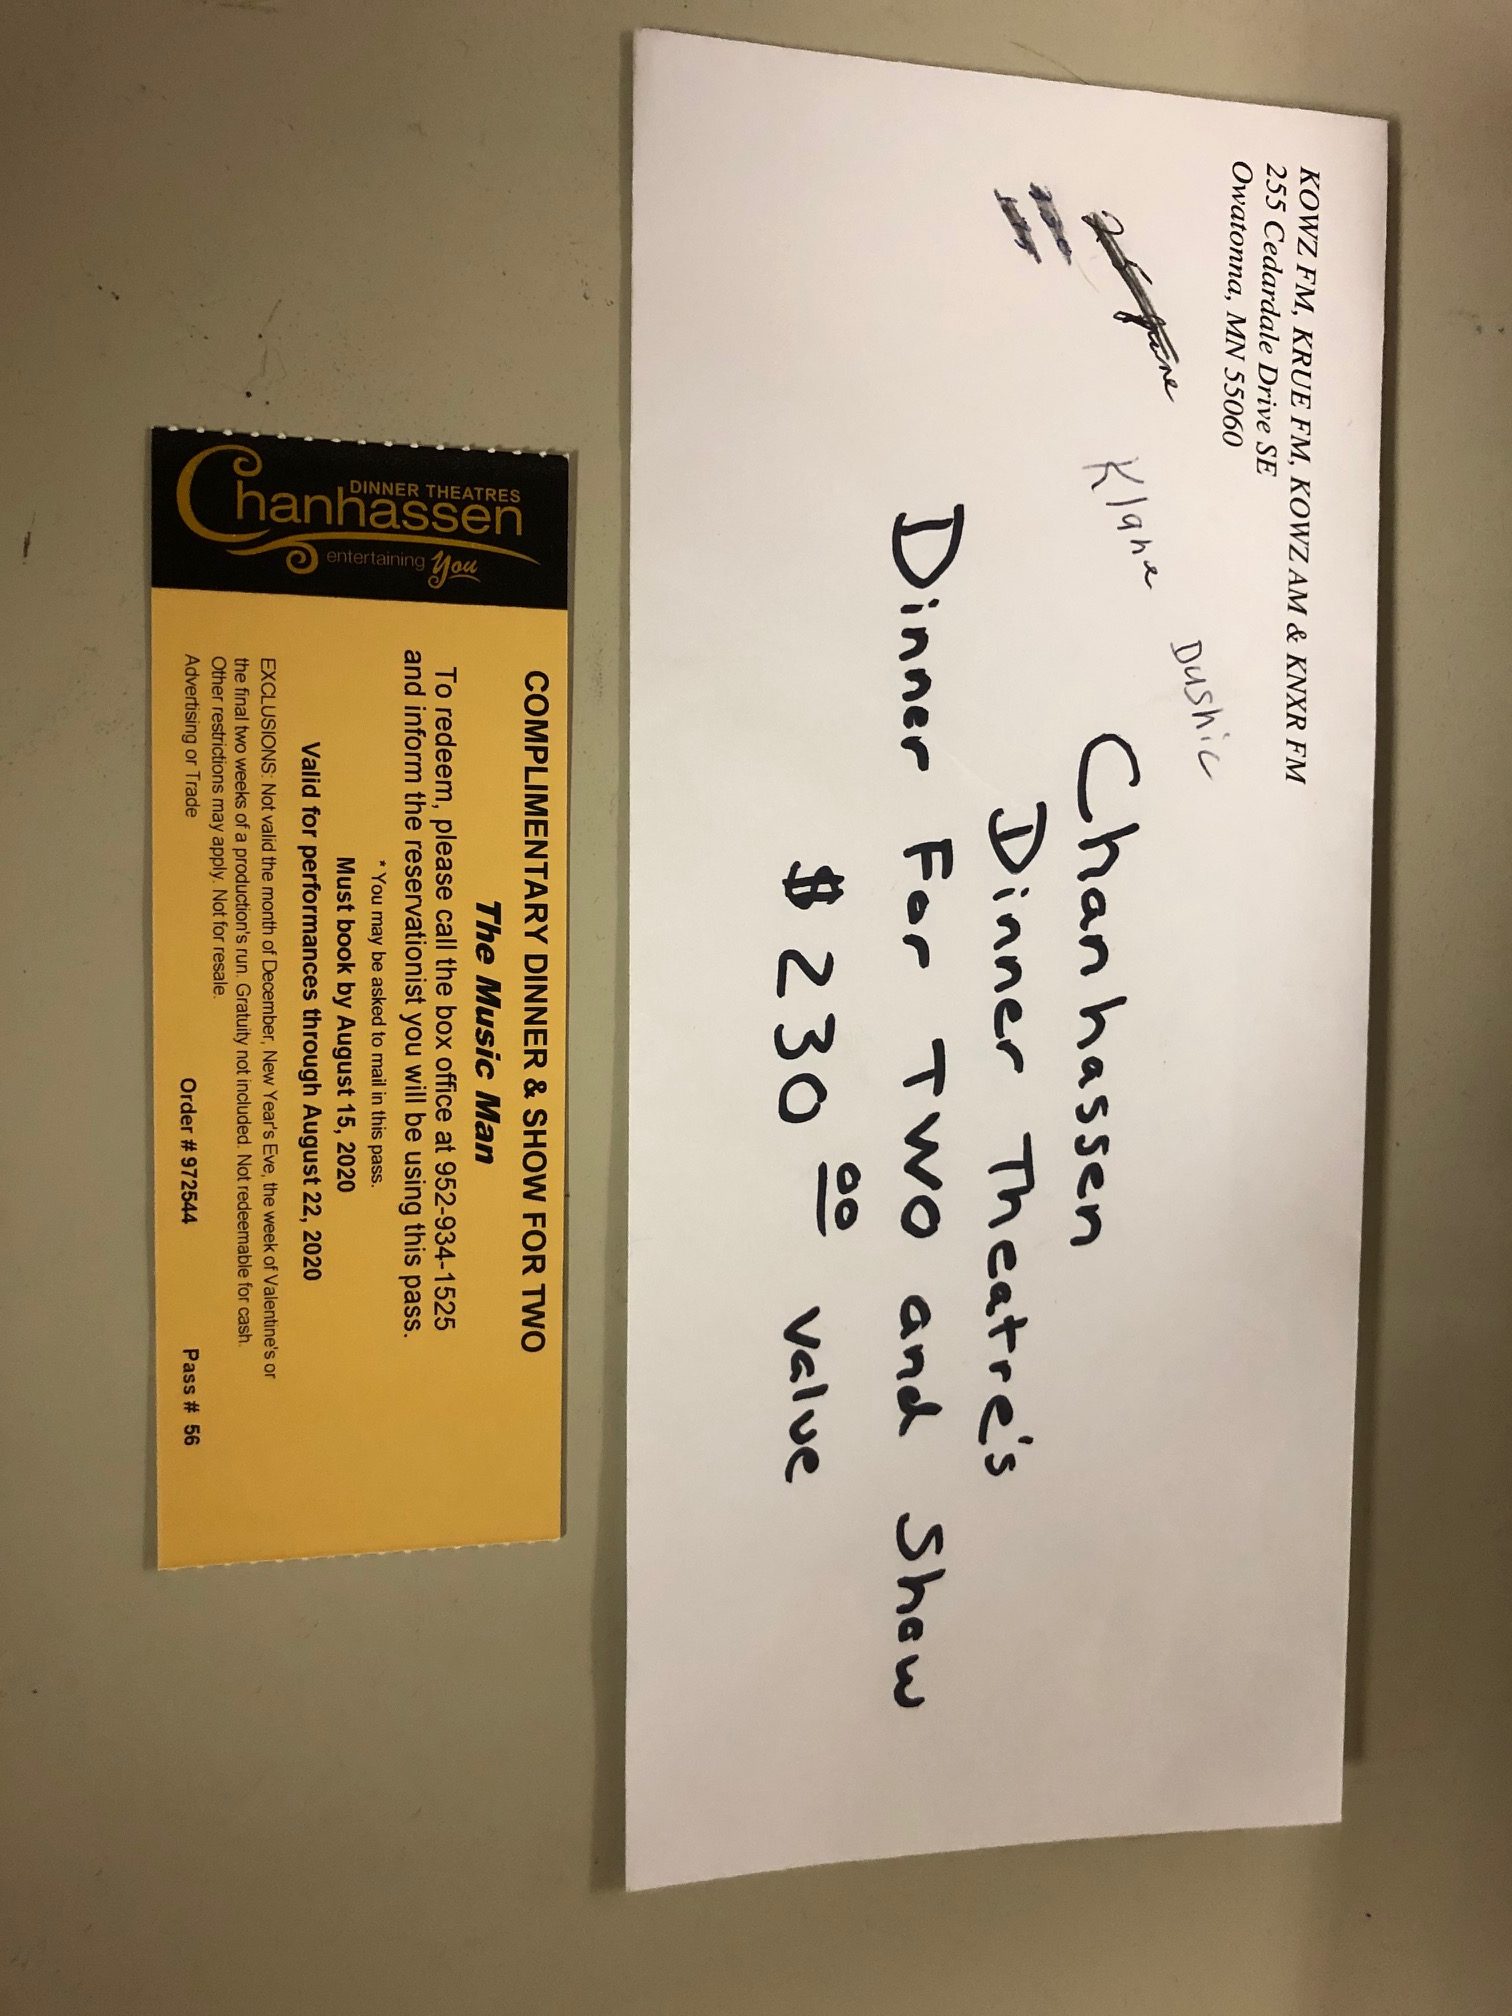 KOWZ FM, KRUE FM, KOWZ AM & KNXR FM
255 Cedardale Drive SE
Owatonna, MN 55060
Dushic
Klahe
Chanhassen
Dinner Theatre's
Dinner For TWO and Show
$ 230 00 value
DINNER THEATRES
Chanhassen
entertaining You
COMPLIMENTARY DINNER & SHOW FOR TWO
The Music Man
To redeem, please call the box office at 952-934-1525
and inform the reservationist you will be using this pass.
*You may be asked to mail in this pass.
Must book by August 15, 2020
Valid for performances through August 22, 2020
EXCLUSIONS: Not valid the month of December, New Year's Eve, the week of Valentine's or
the final two weeks of a production's run. Gratuity not included. Not redeemable for cash.
Other restrictions may apply. Not for resale.
Advertising or Trade
Order # 972544 Pass # 56